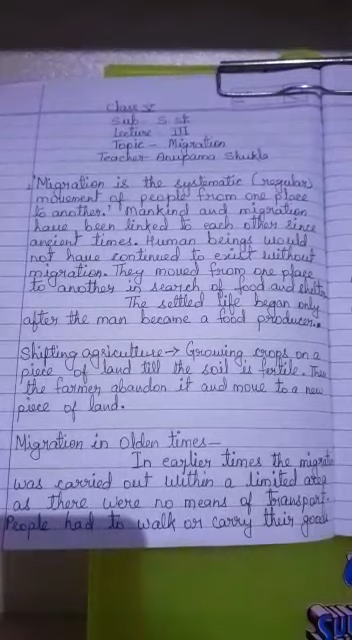 Class V
Sub- S.St
Lecture III
Topic - Migration
Teacher- Anupama Shukla
"Migration is the systematic (regular)
movement of people from one place
to another." Mankind and migration
have been linked to each other since
ancient times. Human beings would
not have continued to exist without
migration. They moved from one place
to another in search of food and shelter
The settled life began only
after the man became a food producer.
Shifting agriculture → Growing crops on a
piece of land till the soil is fertile. Then
the farmer abandon it and move to a new
piece of land.
Migration in Olden times—
In earlier times the migratio
was carried out within a limited area
as there were no means of transport.
People had to walk or carry their goods